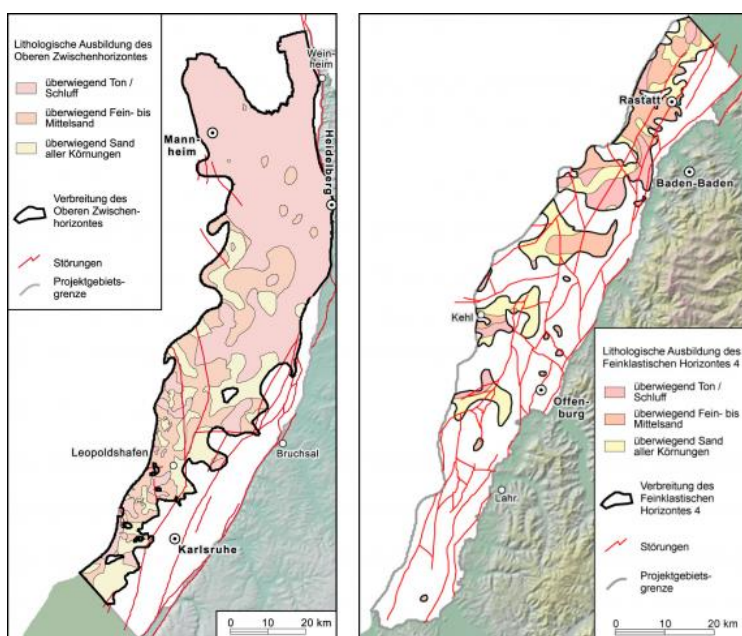 Lithologische Ausbildung des
Oberen Zwischenhorizontes
überwiegend Ton /
Schluff
überwiegend Fein- bis
Mittelsand
überwiegend Sand
aller Körnungen
Verbreitung des
Oberen Zwischen-
horizontes
Störungen
Projektgebiets-
grenze
Wein-
heim
Mann-
heim
Heidelberg
Leopoldshafen
Bruchsal
Karlsruhe
0 10 20 km
Rastatt
Baden-Baden
Kehl
Offen-
burg
Lahr
Lithologische Ausbildung des
Feinklastischen Horizontes 4
überwiegend Ton /
Schluff
überwiegend Fein- bis
Mittelsand
überwiegend Sand
aller Körnungen
Verbreitung des
Feinklastischen
Horizontes 4
Störungen
Projektgebiets-
grenze
0 10 20 km